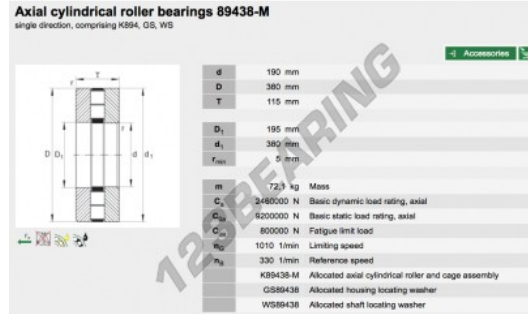 Axial cylindrical roller bearings 89438-M
single direction, comprising K894, GS, WS
Accessories
d 190 mm
D 380 mm
T 115 mm
D1 195 mm
d1 380 mm
rmin 5 mm
m 72,1 kg Mass
Ca 2460000 N Basic dynamic load rating, axial
C0a 9200000 N Basic static load rating, axial
800000 N Fatigue limit load
nG 1010 1/min Limiting speed
nB 330 1/min Reference speed
K89438-M Allocated axial cylindrical roller and cage assembly
GS89438 Allocated housing locating washer
WS89438 Allocated shaft locating washer
T
r
r
D D1 d d1
123BEARING